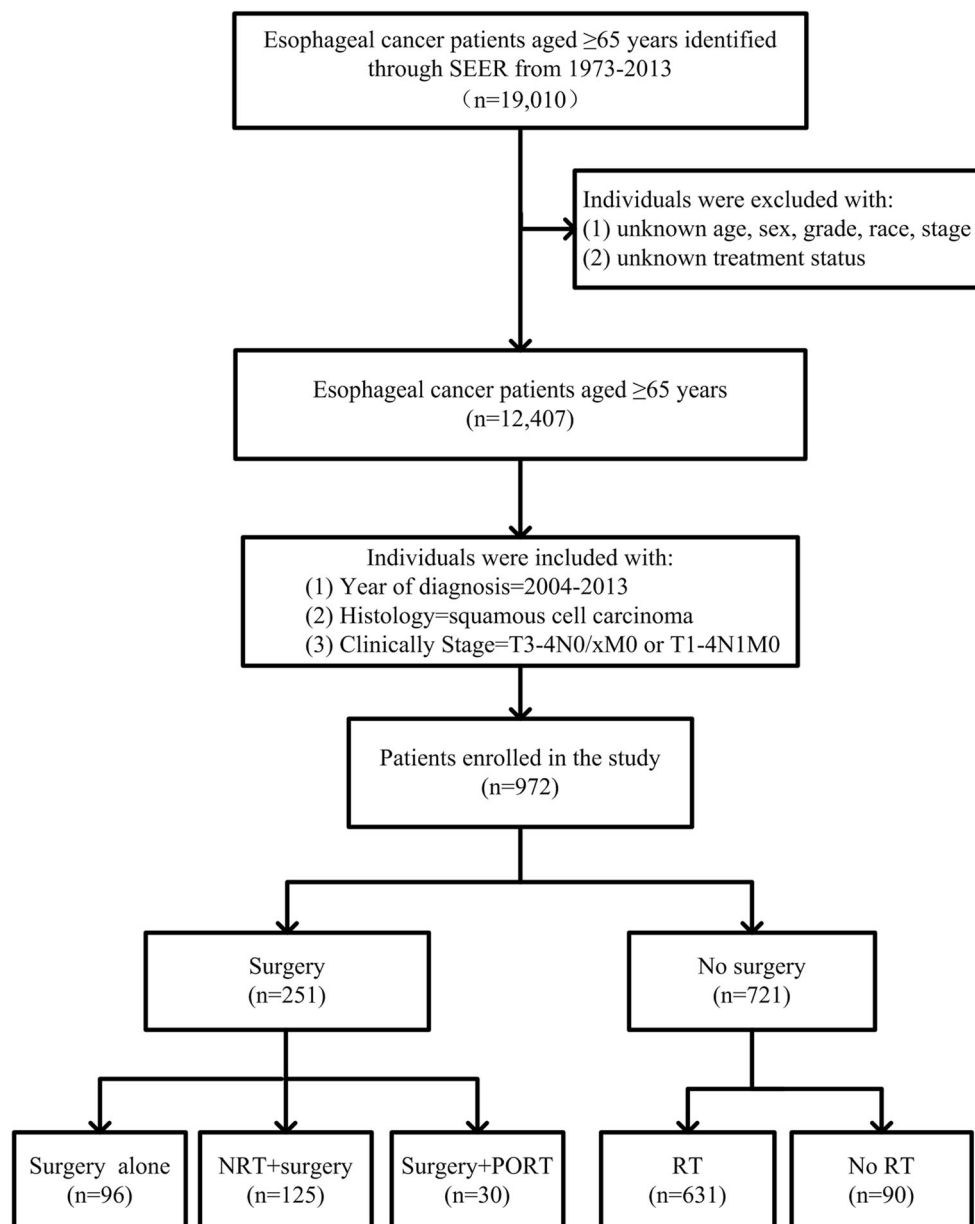 Esophageal cancer patients aged ≥65 years identified
through SEER from 1973-2013
（n=19,010）
Individuals were excluded with:
(1) unknown age, sex, grade, race, stage
(2) unknown treatment status
Esophageal cancer patients aged ≥65 years
(n=12,407)
Individuals were included with:
(1) Year of diagnosis=2004-2013
(2) Histology=squamous cell carcinoma
(3) Clinically Stage=T3-4N0/xM0 or T1-4N1M0
Patients enrolled in the study
(n=972)
Surgery
(n=251)
No surgery
(n=721)
Surgery alone
(n=96)
NRT+surgery
(n=125)
Surgery+PORT
(n=30)
RT
(n=631)
No RT
(n=90)